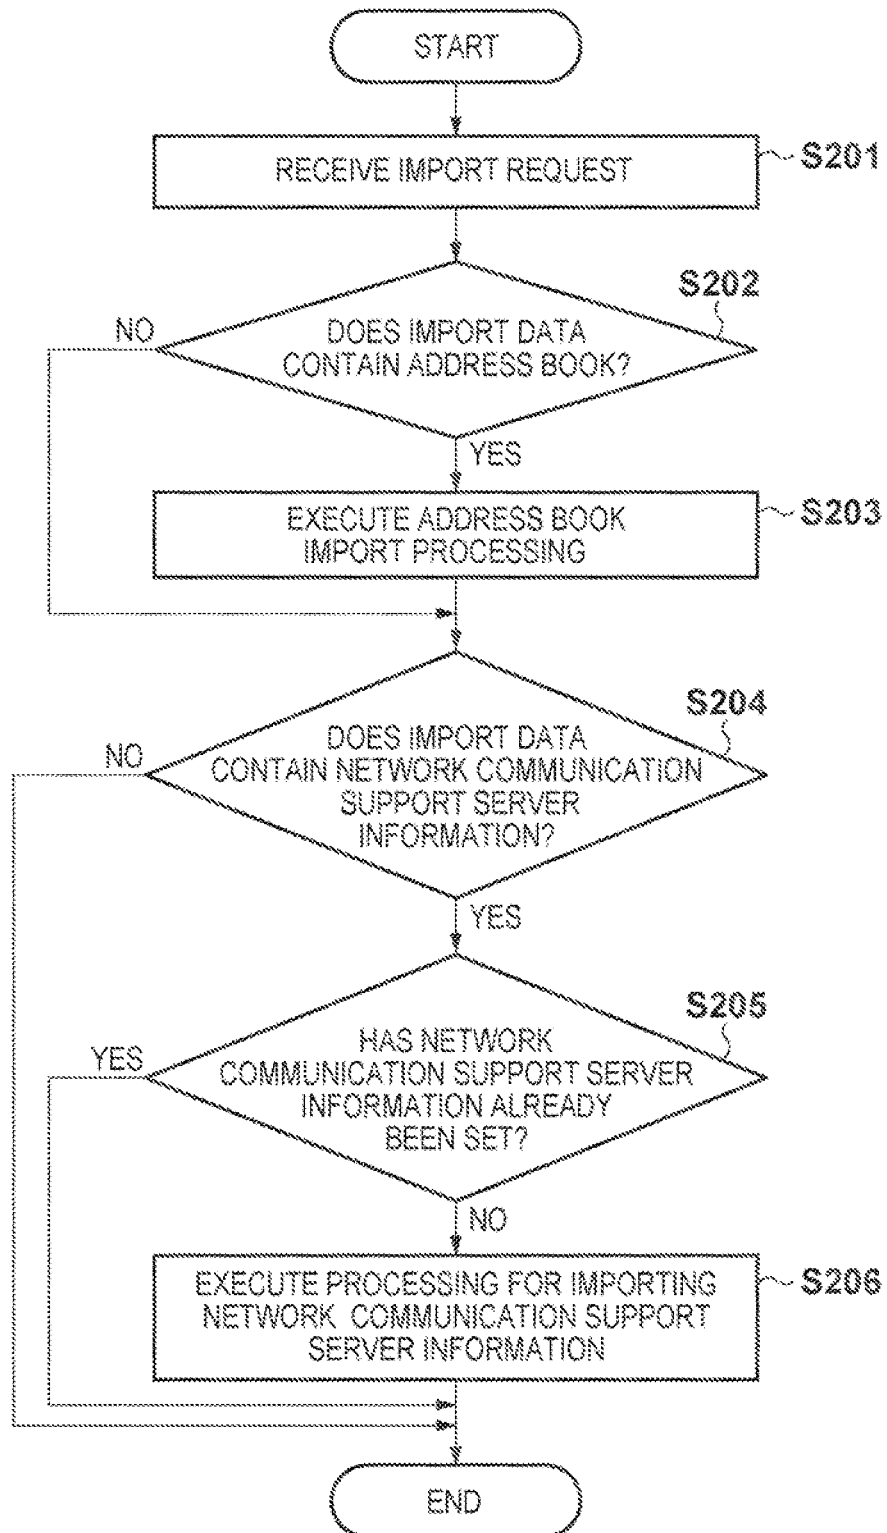 START
RECEIVE IMPORT REQUEST
S201
S202
NO
DOES IMPORT DATA
CONTAIN ADDRESS BOOK?
YES
EXECUTE ADDRESS BOOK
IMPORT PROCESSING
S203
S204
NO
DOES IMPORT DATA
CONTAIN NETWORK COMMUNICATION
SUPPORT SERVER
INFORMATION?
YES
S205
YES
HAS NETWORK
COMMUNICATION SUPPORT SERVER
INFORMATION ALREADY
BEEN SET?
NO
EXECUTE PROCESSING FOR IMPORTING
NETWORK COMMUNICATION SUPPORT
SERVER INFORMATION
S206
END